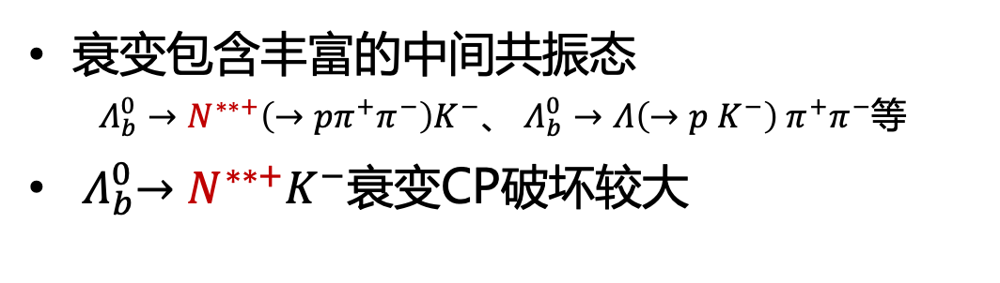 • 衰变包含丰富的中间共振态
Λ_b^0 → N**+(→ pπ+π−)K−、 Λ_b^0 → Λ(→ p K−) π+π−等
• Λ_b^0→ N**+K−衰变CP破坏较大